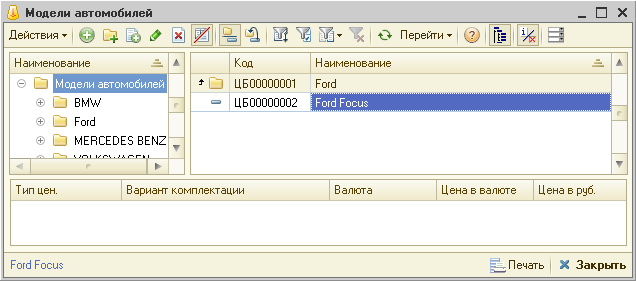 Модели автомобилей
Действия
Перейти
Наименование
Модели автомобилей
BMW
Ford
MERCEDES BENZ
VOLKSWAGEN
Код Наименование
ЦБ00000001 Ford
ЦБ00000002 Ford Focus
Тип цен. Вариант комплектации Валюта Цена в валюте Цена в руб.
Ford Focus Печать Закрыть